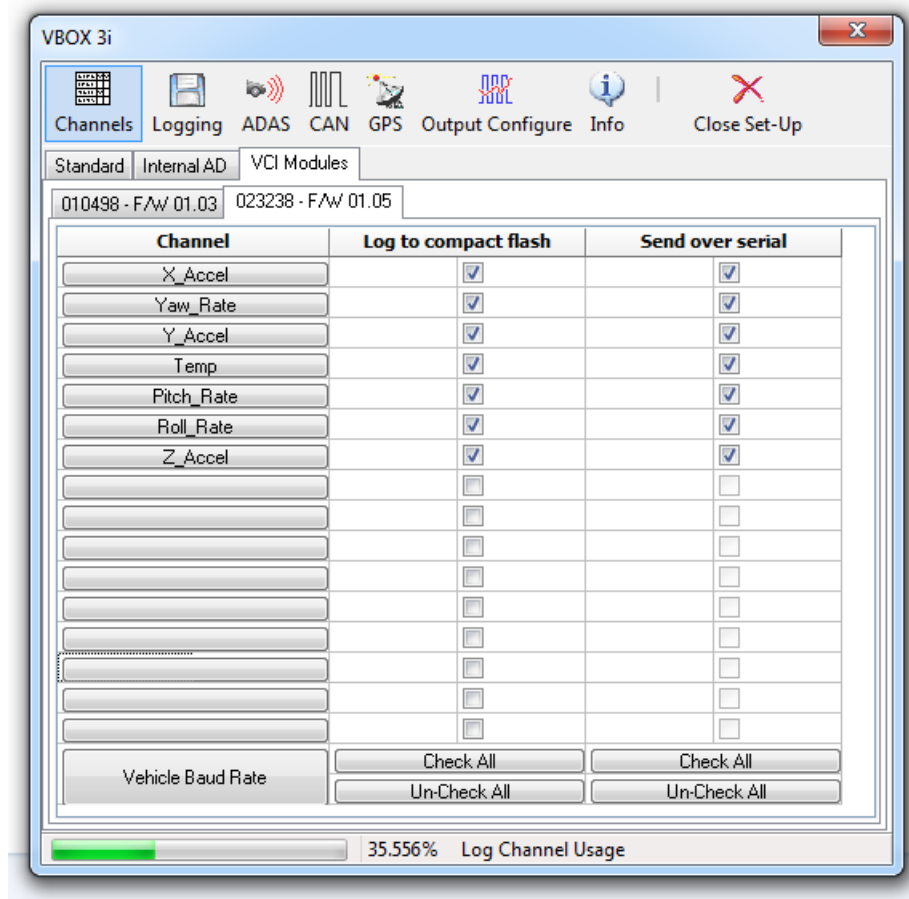 VBOX 3i
Channels Logging ADAS CAN GPS Output Configure Info Close Set-Up
Standard Internal AD VCI Modules
010498 - F/W 01.03 023238 - F/W 01.05
Channel Log to compact flash Send over serial
X_Accel
Yaw_Rate
Y_Accel
Temp
Pitch_Rate
Roll_Rate
Z_Accel
Vehicle Baud Rate
Check All Check All
Un-Check All Un-Check All
35.556% Log Channel Usage